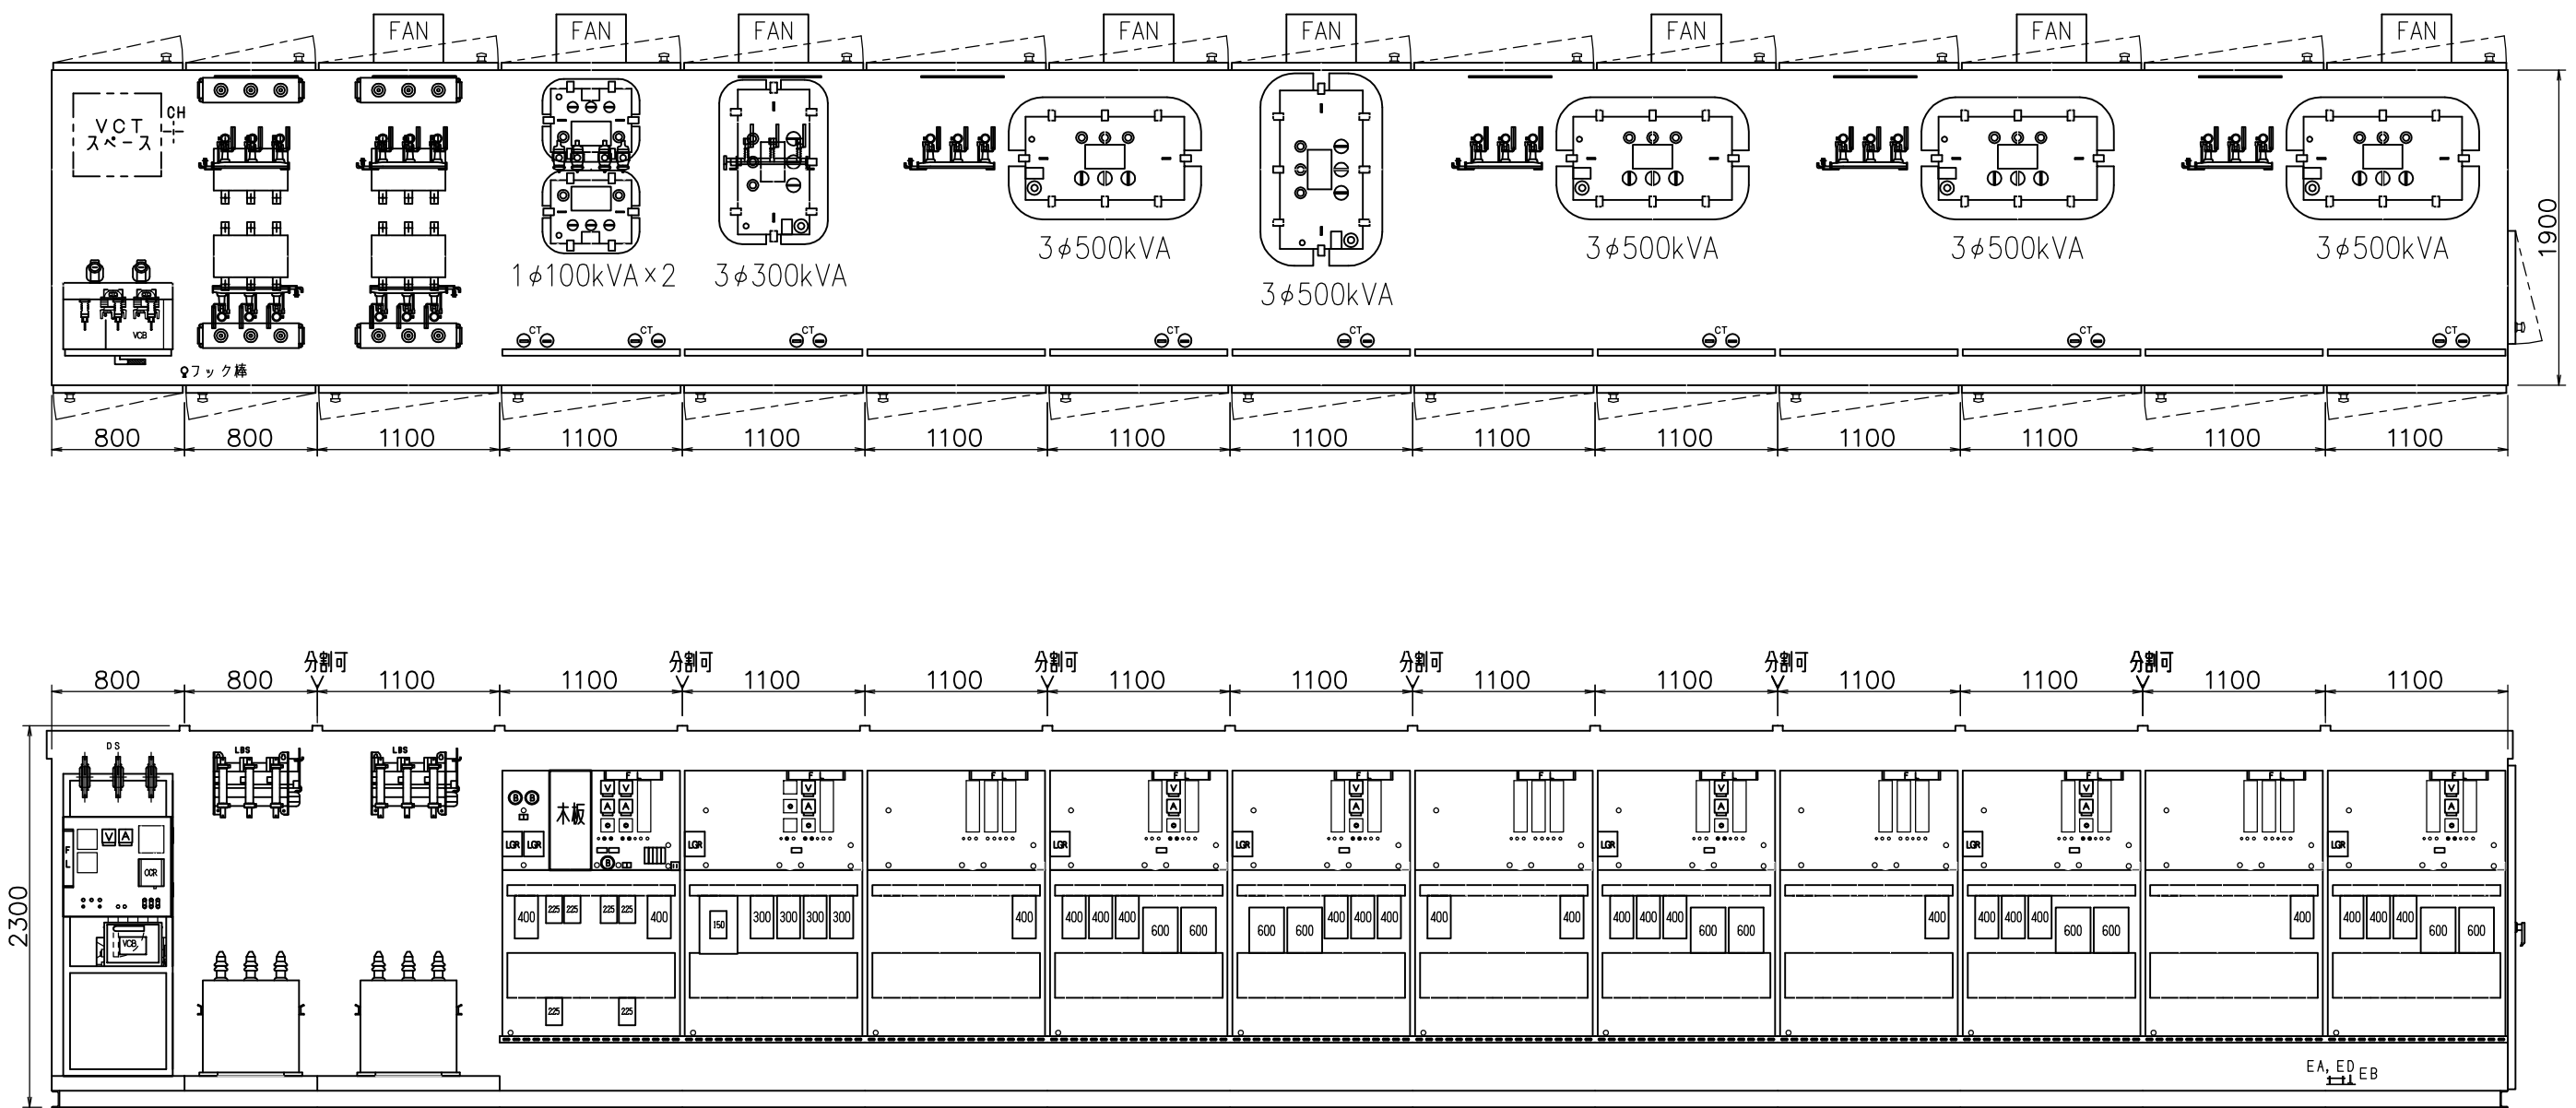 FAN FAN FAN FAN FAN FAN FAN FAN
VCT
スペース
CH
1φ100kVA×2
3φ300kVA
3φ500kVA
3φ500kVA
3φ500kVA
3φ500kVA
3φ500kVA
1900
VCB
CT CT CT CT CT CT CT CT
フック棒
800 800 1100 1100 1100 1100 1100 1100 1100 1100 1100 1100 1100 1100
分割可 分割可 分割可 分割可 分割可 分割可
800 800 1100 1100 1100 1100 1100 1100 1100 1100 1100 1100 1100 1100
2300
DS
LBS LBS
F L
V A
OCR
VCB
B B
木板
F L F L F L F L F L F L F L F L F L F L F L
V V V V V V V V
A A A A A A A A
LGR LGR LGR LGR LGR LGR LGR LGR
B
400 225 225 225 225 400
225 225
150 300 300 300 300
400
400 400 400 600 600
600 600 400 400 400
400 400
400 400 400 600 600
400
400 400 400 600 600
400
400 400 400 600 600
EA, ED EB